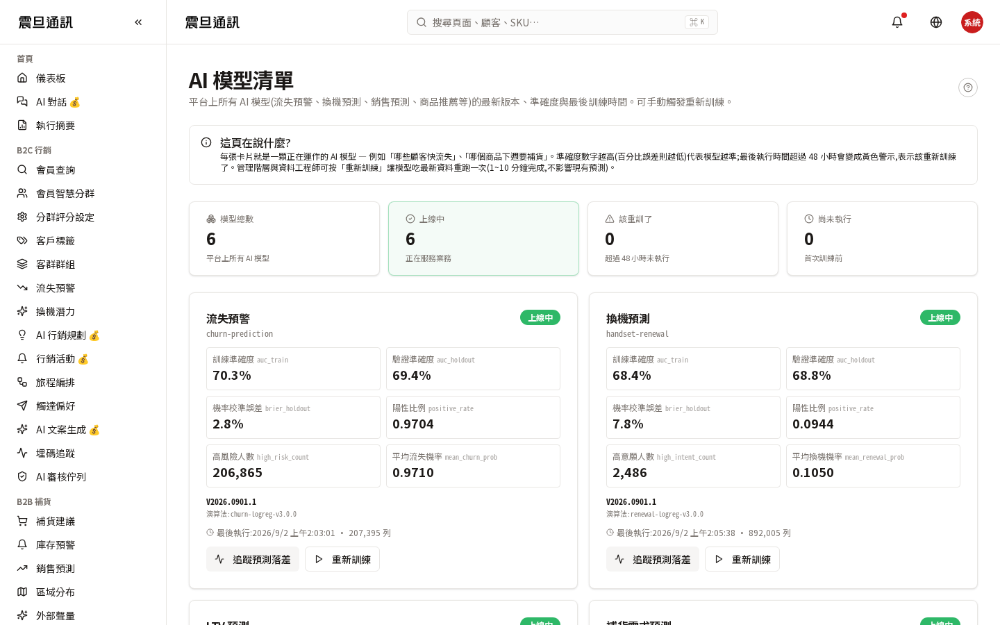 震旦通訊
首頁
儀表板
AI 對話 💰
執行摘要
B2C 行銷
會員查詢
會員智慧分群
分群評分設定
客戶標籤
客群群組
流失預警
換機潛力
AI 行銷規劃 💰
行銷活動 💰
旅程編排
觸達偏好
AI 文案生成 💰
埋碼追蹤
AI 審核佇列
B2B 補貨
補貨建議
庫存預警
銷售預測
區域分布
外部聲量
震旦通訊
搜尋頁面、顧客、SKU…
⌘ K
系統
AI 模型清單
平台上所有 AI 模型(流失預警、換機預測、銷售預測、商品推薦等)的最新版本、準確度與最後訓練時間。可手動觸發重新訓練。
這頁在說什麼?
每張卡片就是一顆正在運作的 AI 模型 — 例如「哪些顧客快流失」、「哪個商品下週要補貨」。準確度數字越高(百分比誤差則越低)代表模型越準;最後執行時間超過 48 小時會變成黃色警示,表示該重新訓練
了。管理階層與資料工程師可按「重新訓練」讓模型吃最新資料重跑一次(1~10 分鐘完成,不影響現有預測)。
模型總數
6
平台上所有 AI 模型
上線中
6
正在服務業務
該重訓了
0
超過 48 小時未執行
尚未執行
0
首次訓練前
流失預警
上線中
churn-prediction
訓練準確度 auc_train
70.3%
驗證準確度 auc_holdout
69.4%
機率校準誤差 brier_holdout
2.8%
陽性比例 positive_rate
0.9704
高風險人數 high_risk_count
206,865
平均流失機率 mean_churn_prob
0.9710
V2026.0901.1
演算法:churn-logreg-v3.0.0
最後執行:2026/9/2 上午2:03:01 • 207,395 列
追蹤預測落差
重新訓練
換機預測
上線中
handset-renewal
訓練準確度 auc_train
68.4%
驗證準確度 auc_holdout
68.8%
機率校準誤差 brier_holdout
7.8%
陽性比例 positive_rate
0.0944
高意願人數 high_intent_count
2,486
平均換機機率 mean_renewal_prob
0.1050
V2026.0901.1
演算法:renewal-logreg-v3.0.0
最後執行:2026/9/2 上午2:05:38 • 892,005 列
追蹤預測落差
重新訓練
LTV 預測
上線中
補貨需求預測
上線中